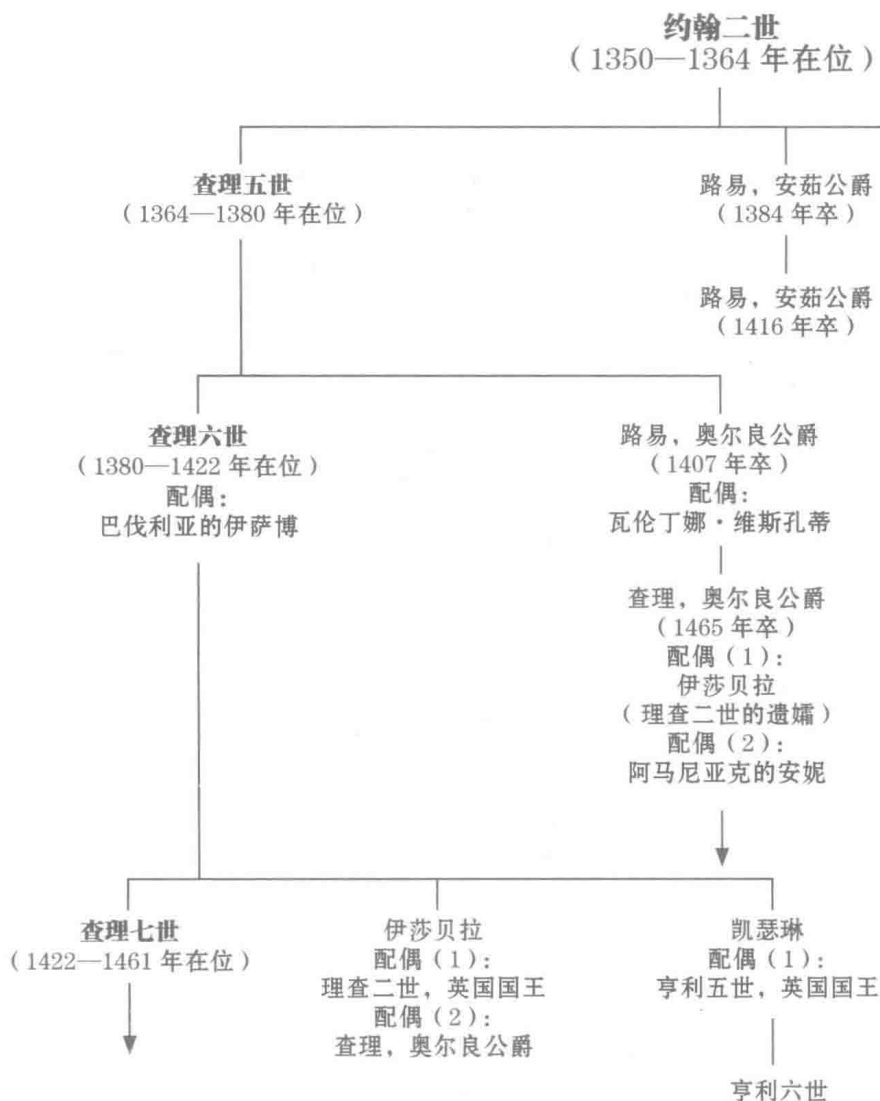 约翰二世
（1350—1364 年在位）
查理五世
（1364—1380 年在位）
路易，安茹公爵
（1384 年卒）
路易，安茹公爵
（1416 年卒）
查理六世
（1380—1422 年在位）
配偶：
巴伐利亚的伊萨博
路易，奥尔良公爵
（1407 年卒）
配偶：
瓦伦丁娜·维斯孔蒂
查理，奥尔良公爵
（1465 年卒）
配偶（1）：
伊莎贝拉
（理查二世的遗孀）
配偶（2）：
阿马尼亚克的安妮
查理七世
（1422—1461 年在位）
伊莎贝拉
配偶（1）：
理查二世，英国国王
配偶（2）：
查理，奥尔良公爵
凯瑟琳
配偶（1）：
亨利五世，英国国王
亨利六世